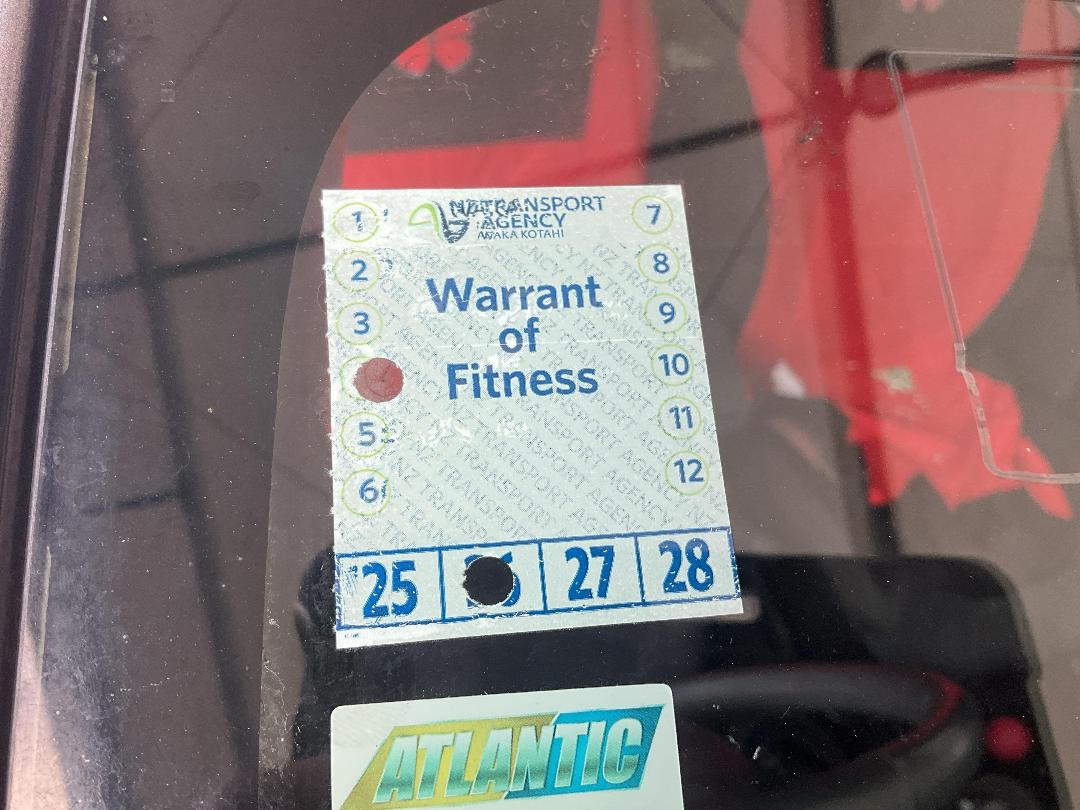 NZ TRANSPORT
AGENCY
WAKA KOTAHI
Warrant
of
Fitness
1
2
3
5
6
7
8
9
10
11
12
25
27
28
ATLANTIC